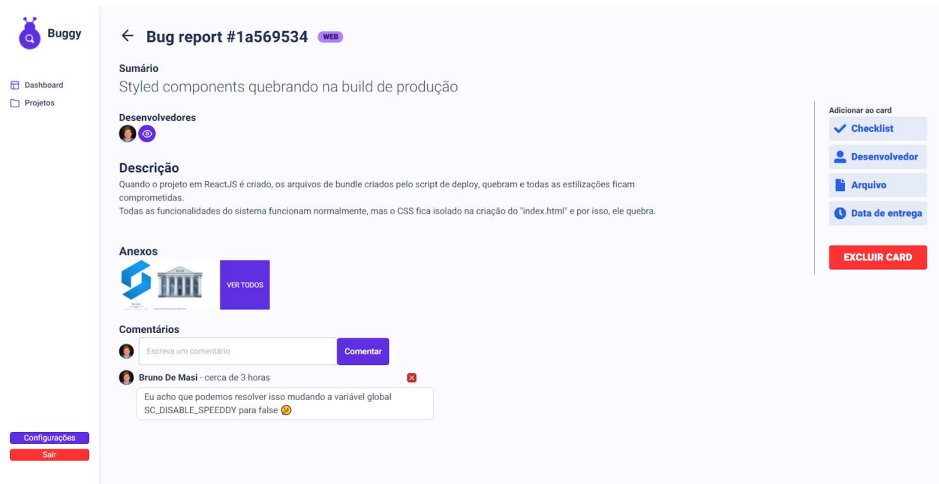 Buggy
Dashboard
Projetos
Configurações
Sair
Bug report #1a569534 WEB
Sumário
Styled components quebrando na build de produção
Desenvolvedores
Descrição
Quando o projeto em ReactJS é criado, os arquivos de bundle criados pelo script de deploy, quebram e todas as estilizações ficam
comprometidas.
Todas as funcionalidades do sistema funcionam normalmente, mas o CSS fica isolado na criação do "index.html" e por isso, ele quebra.
Anexos
VER TODOS
Comentários
Escreva um comentário
Comentar
Bruno De Masi - cerca de 3 horas
Eu acho que podemos resolver isso mudando a variável global
SC_DISABLE_SPEEDDY para false
Adicionar ao card
Checklist
Desenvolvedor
Arquivo
Data de entrega
EXCLUIR CARD